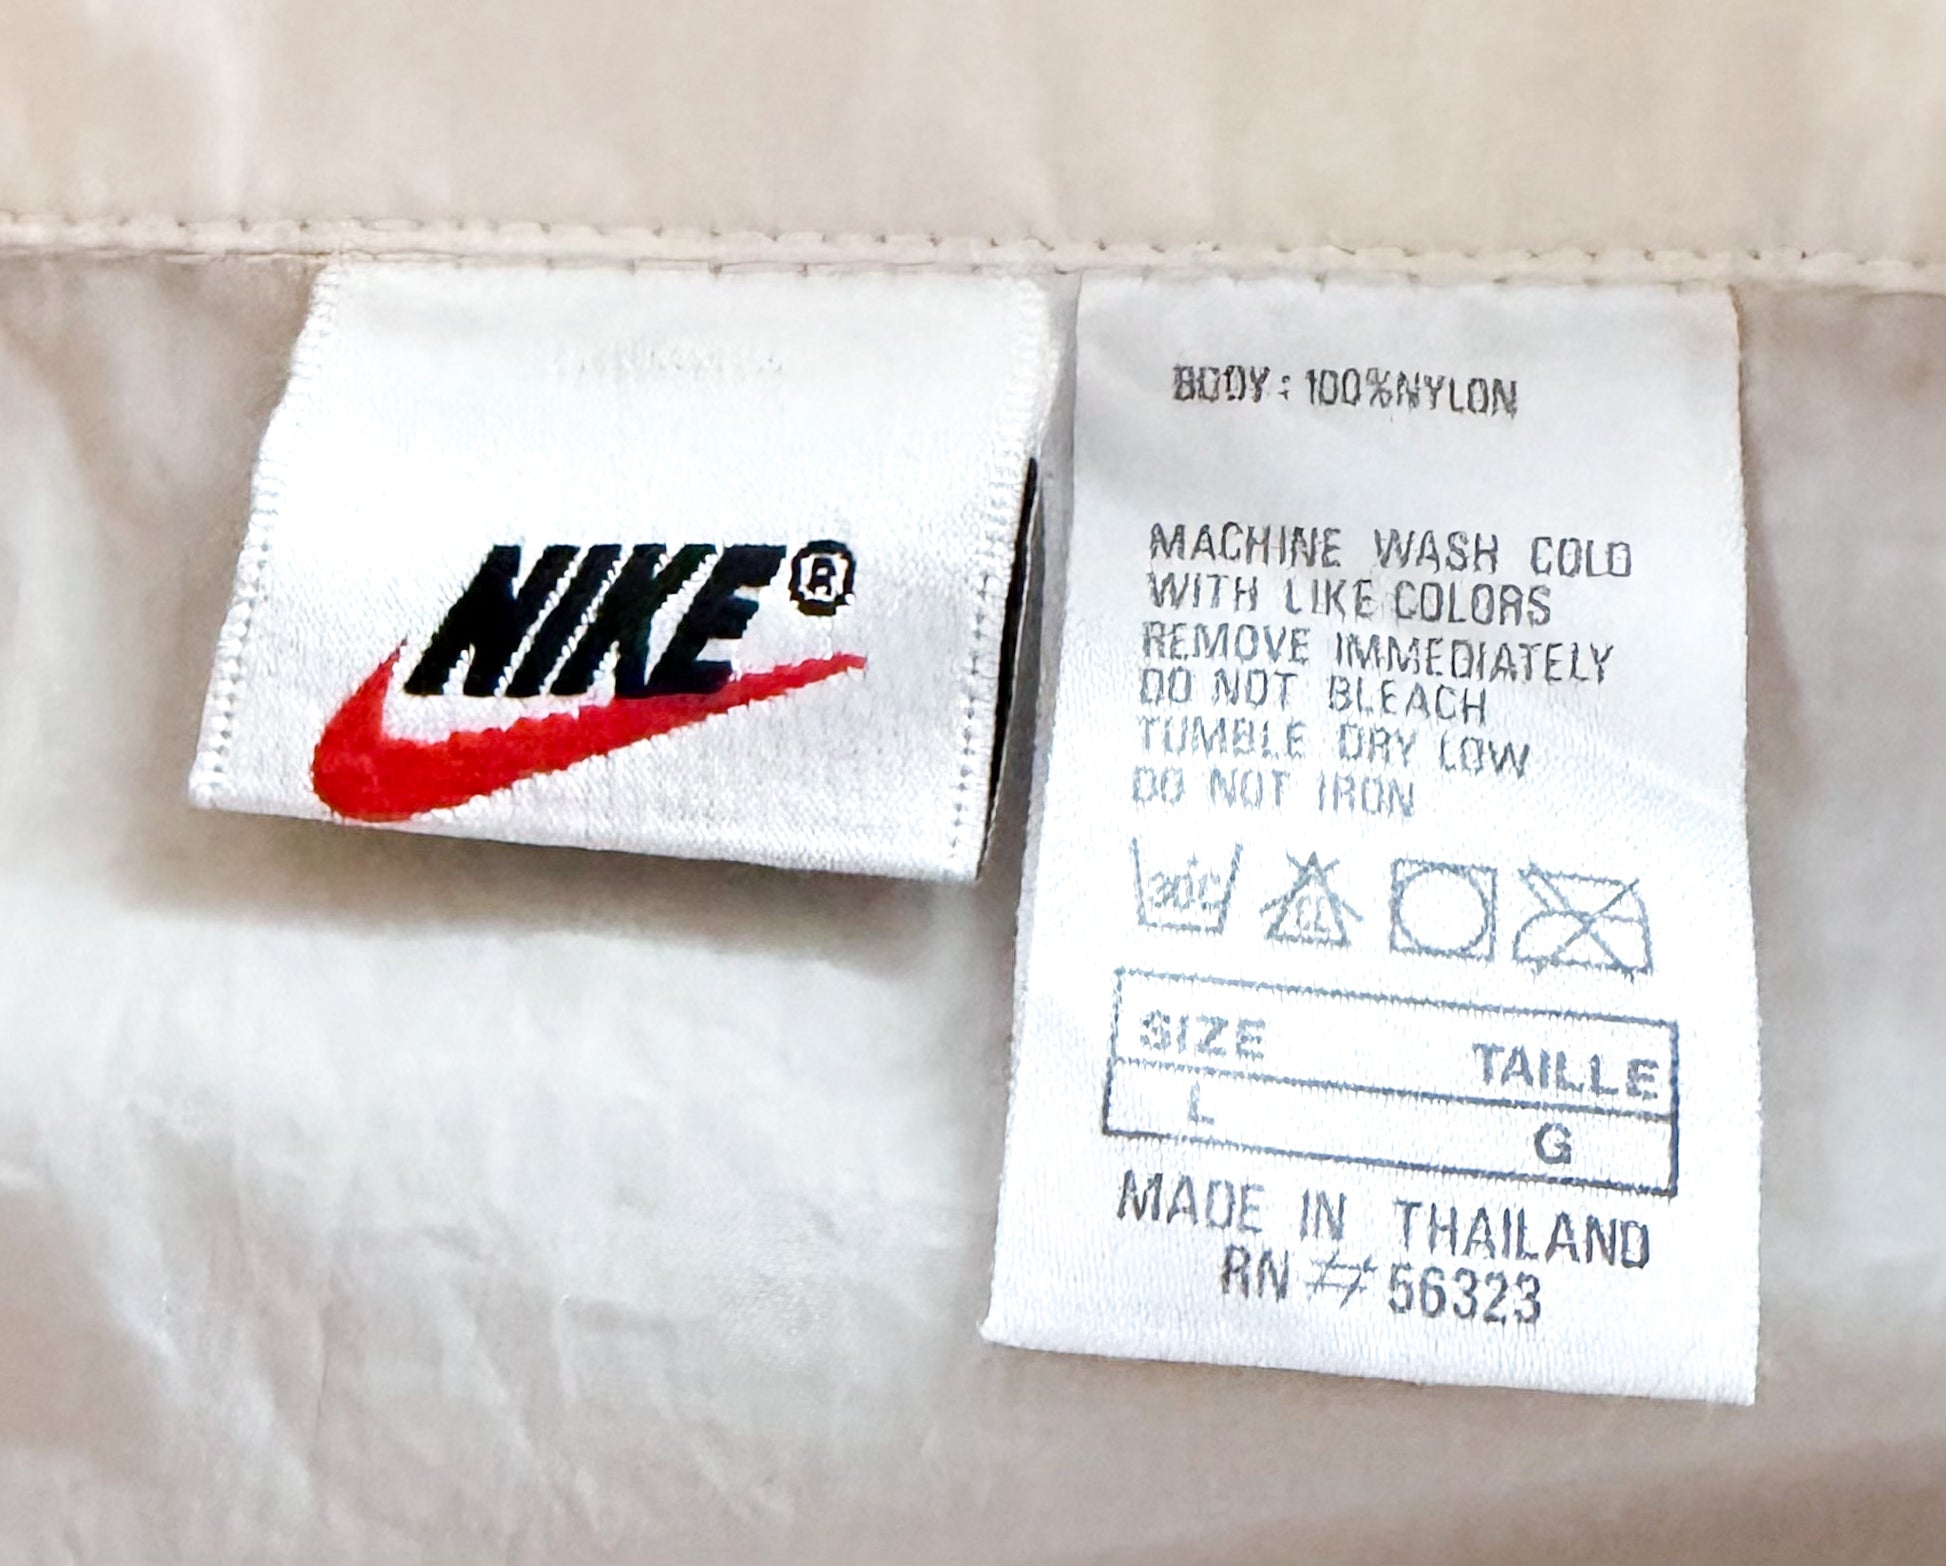 NIKE®
BODY: 100%NYLON
MACHINE WASH COLD
WITH LIKE COLORS
REMOVE IMMEDIATELY
DO NOT BLEACH
TUMBLE DRY LOW
DO NOT IRON
30°C CL
SIZE TAILLE
L G
MADE IN THAILAND
RN # 56323